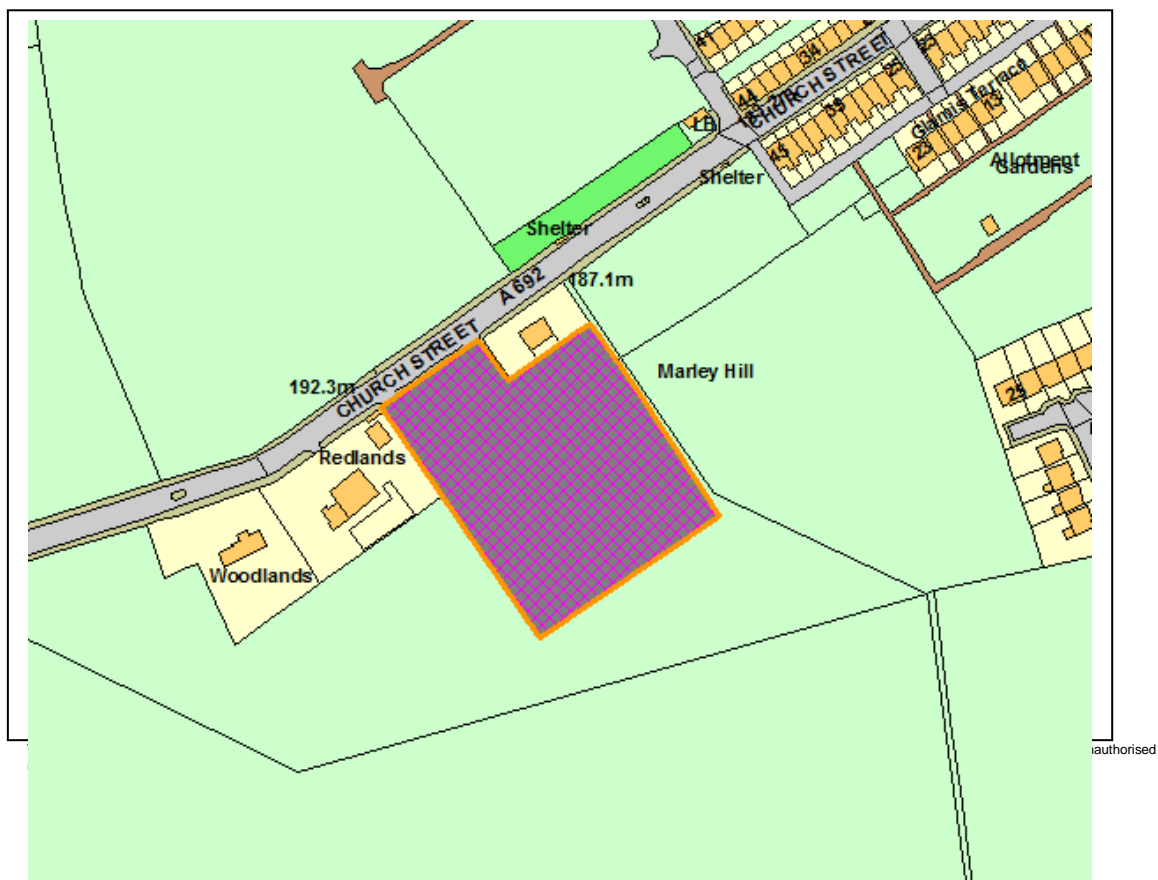 41
34
CHURCH STREET
23
25
44
39
LB
45
Glamis Terrace
13
23
Allotment
Gardens
Shelter
Shelter
A 692
187.1m
CHURCH STREET
192.3m
Marley Hill
25
Redlands
Woodlands
nauthorised